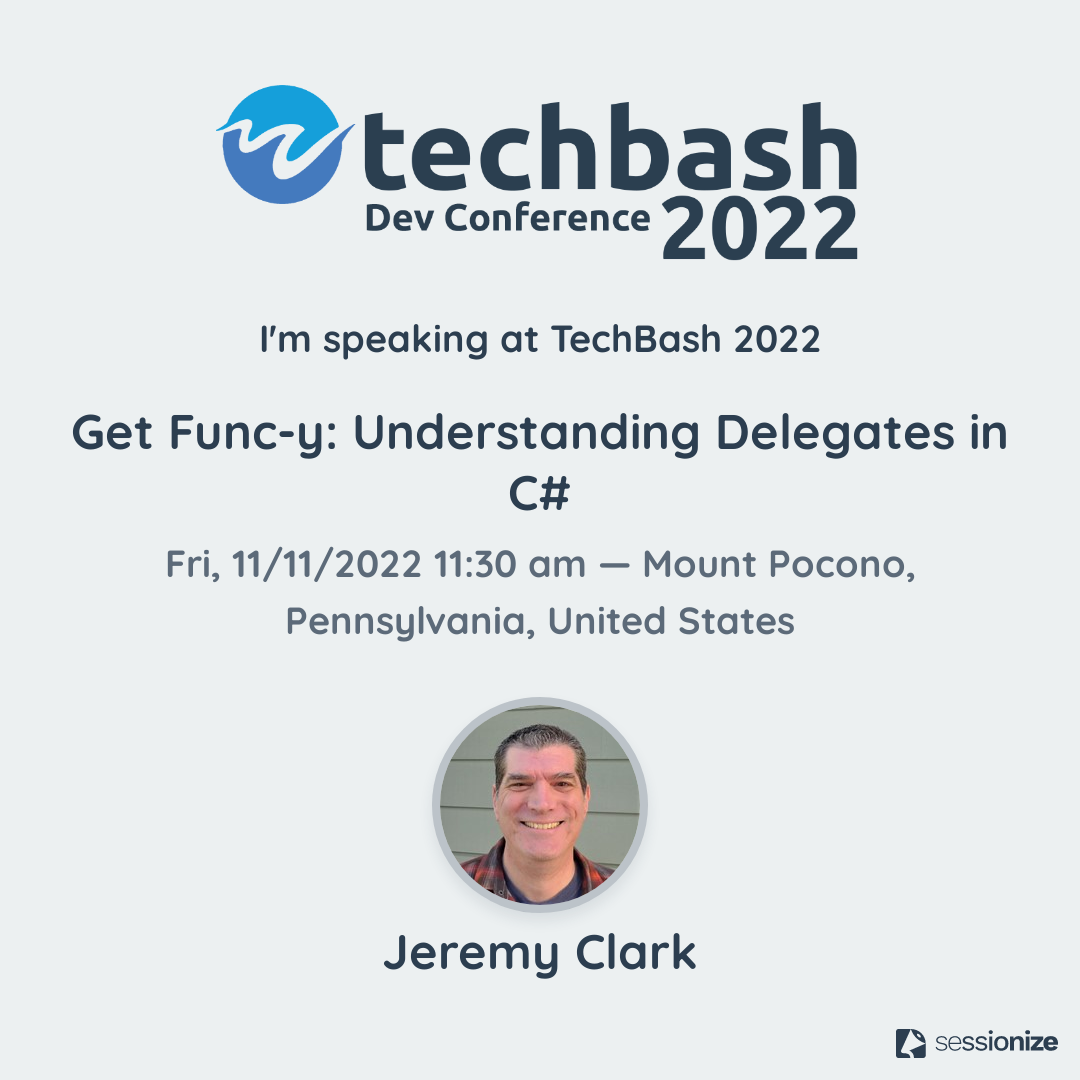 techbash
Dev Conference 2022
I'm speaking at TechBash 2022
Get Func-y: Understanding Delegates in
C#
Fri, 11/11/2022 11:30 am — Mount Pocono,
Pennsylvania, United States
Jeremy Clark
sessionize